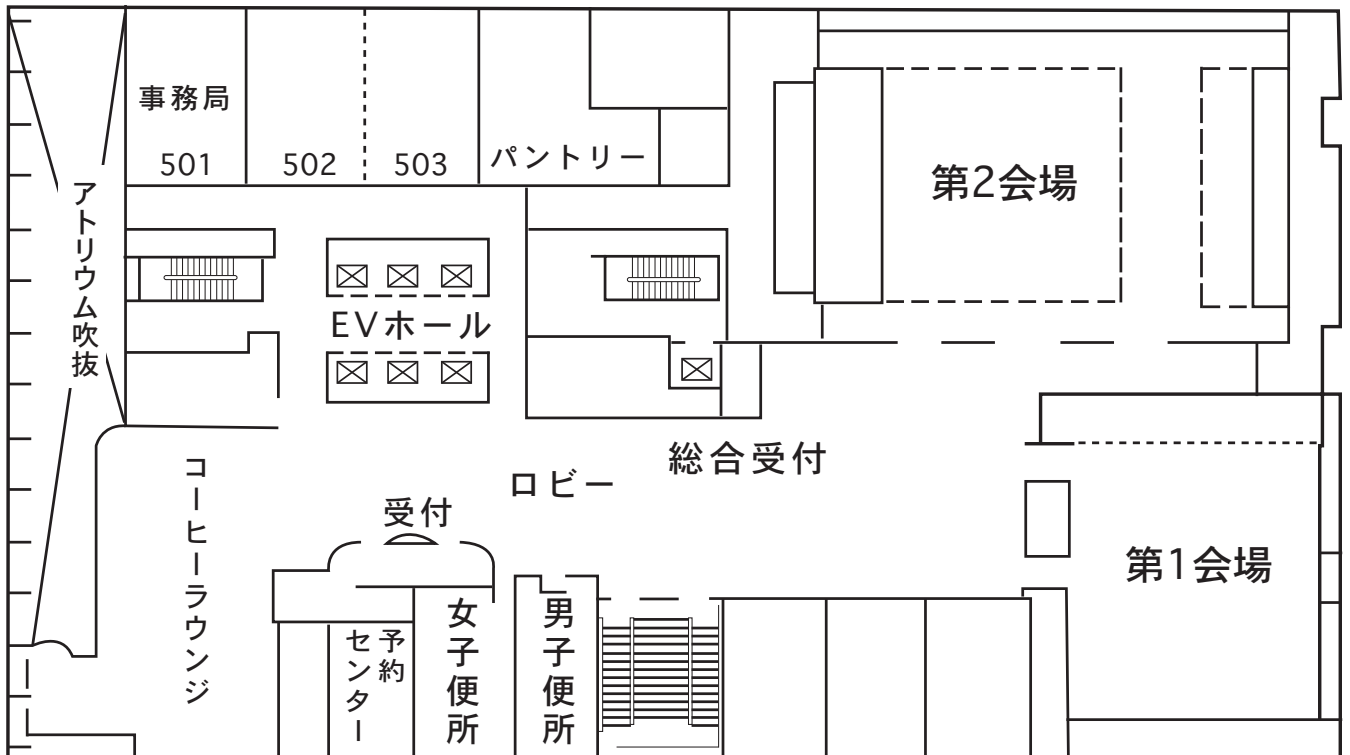 事務局
501
502
503
パントリー
第2会場
アトリウム吹抜
EVホール
総合受付
ロビー
コーヒーラウンジ
受付
第1会場
予約
センター
女子便所
男子便所